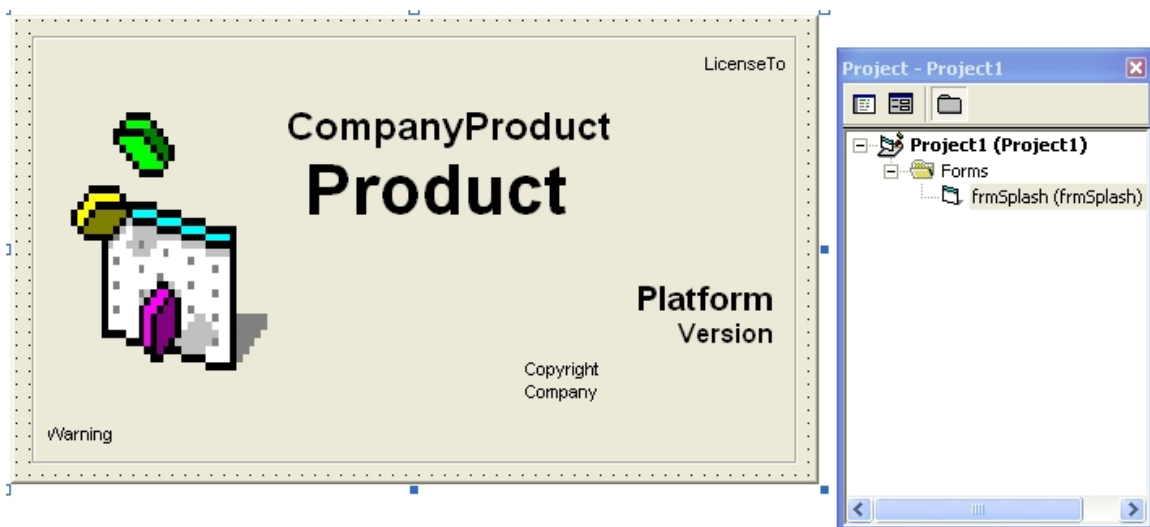 LicenseTo
CompanyProduct
Product
Platform
Version
Copyright
Company
Warning
Project - Project1
Project1 (Project1)
Forms
frmSplash (frmSplash)